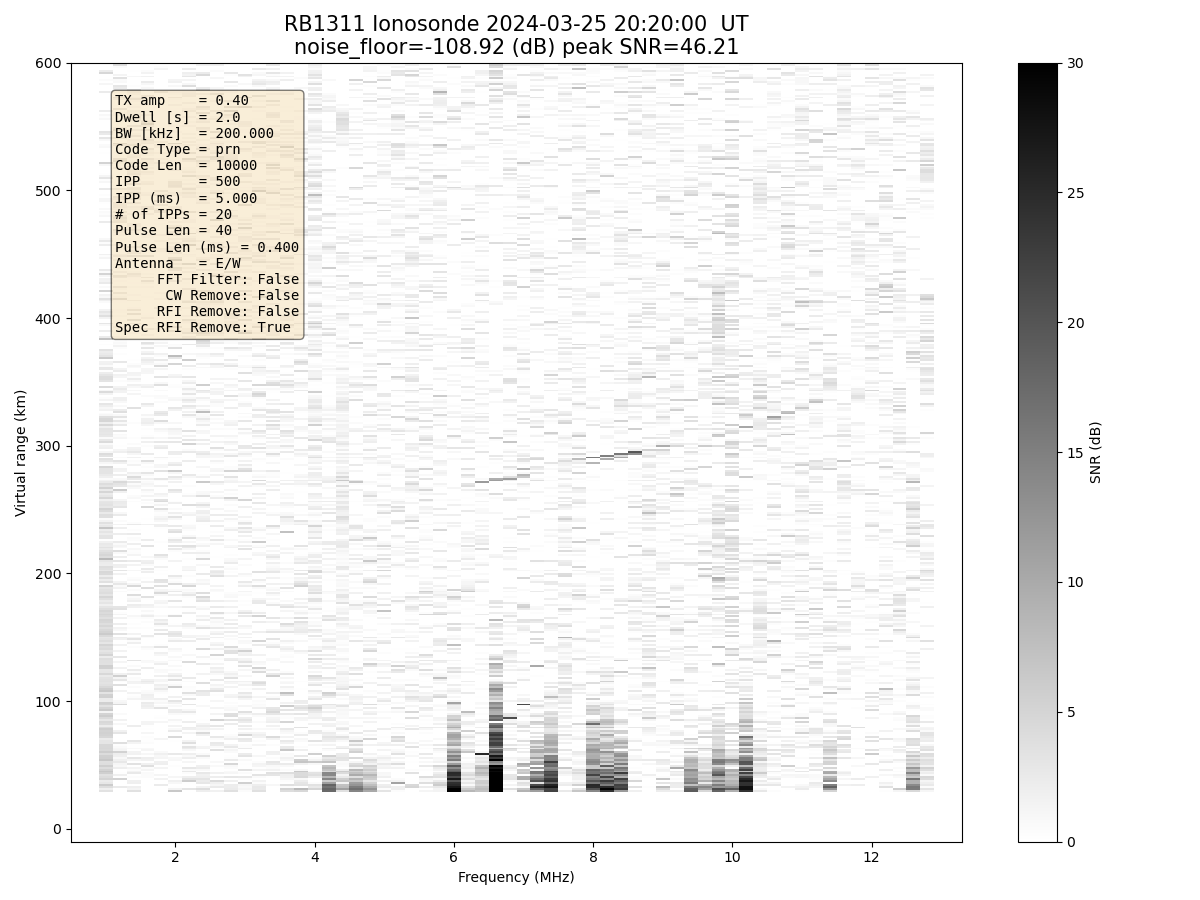 RB1311 Ionosonde 2024-03-25 20:20:00  UT
noise_floor=-108.92 (dB) peak SNR=46.21
TX amp    = 0.40
Dwell [s] = 2.0
BW [kHz]  = 200.000
Code Type = prn
Code Len  = 10000
IPP       = 500
IPP (ms)  = 5.000
# of IPPs = 20
Pulse Len = 40
Pulse Len (ms) = 0.400
Antenna   = E/W
FFT Filter: False
CW Remove: False
RFI Remove: False
Spec RFI Remove: True
600
500
400
300
200
100
0
Virtual range (km)
2 4 6 8 10 12
Frequency (MHz)
30
25
20
15
10
5
0
SNR (dB)